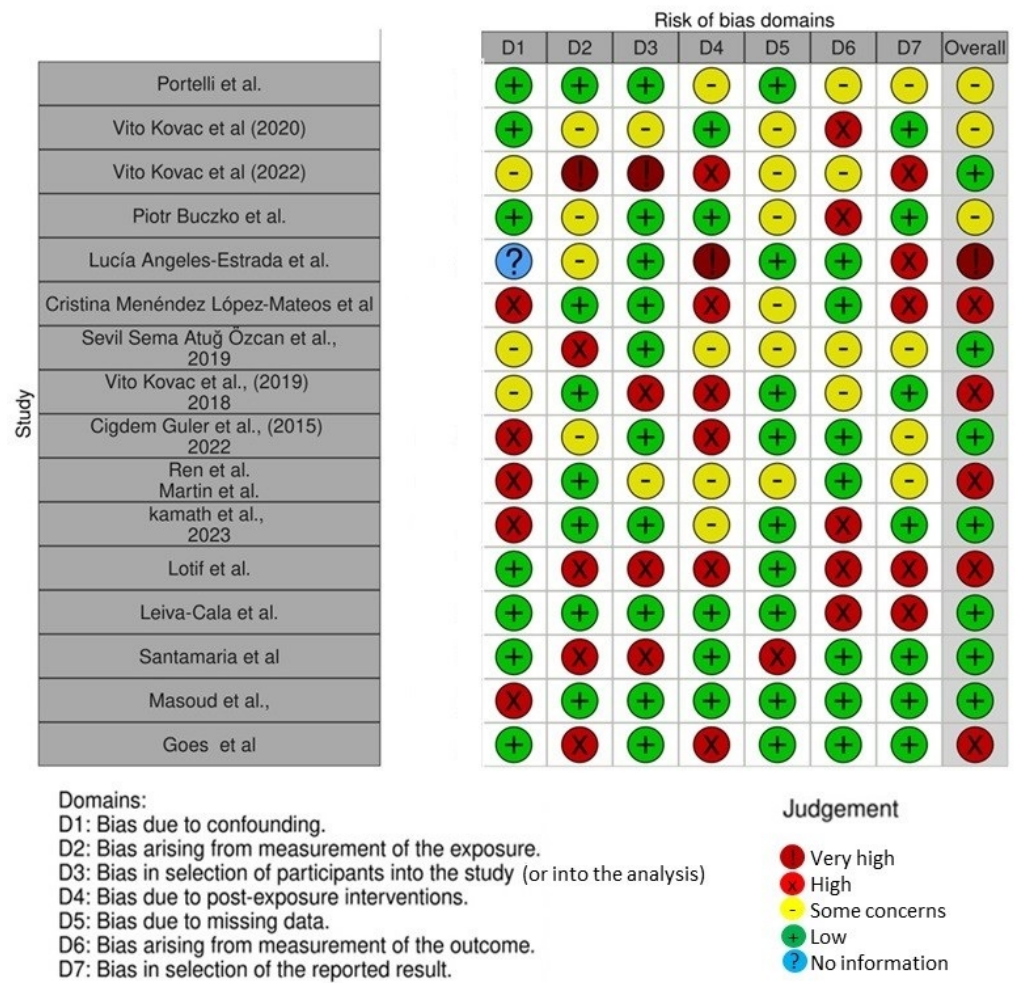 Risk of bias domains
D1 D2 D3 D4 D5 D6 D7 Overall
Study
Portelli et al. + + + - + - - -
Vito Kovac et al (2020) + - - + - X + -
Vito Kovac et al (2022) - ! ! X - - X +
Piotr Buczko et al. + - + + - X + -
Lucía Angeles-Estrada et al. ? - + ! + + X !
Cristina Menéndez López-Mateos et al X + + X - + X X
Sevil Sema Atuğ Özcan et al.,
2019 - X + - - - - +
Vito Kovac et al., (2019)
2018 - + X X + - + X
Cigdem Guler et al., (2015)
2022 X - + X + + - +
Ren et al.
Martin et al. X + - - - + - X
kamath et al.,
2023 X + + - + X + +
Lotif et al. + X X X + X X X
Leiva-Cala et al. + + + + + X X +
Santamaria et al + X X + X + + +
Masoud et al., X + + + + + + +
Goes et al + X + X + + + X
Domains:
D1: Bias due to confounding.
D2: Bias arising from measurement of the exposure.
D3: Bias in selection of participants into the study (or into the analysis)
D4: Bias due to post-exposure interventions.
D5: Bias due to missing data.
D6: Bias arising from measurement of the outcome.
D7: Bias in selection of the reported result.
Judgement
! Very high
X High
- Some concerns
+ Low
? No information